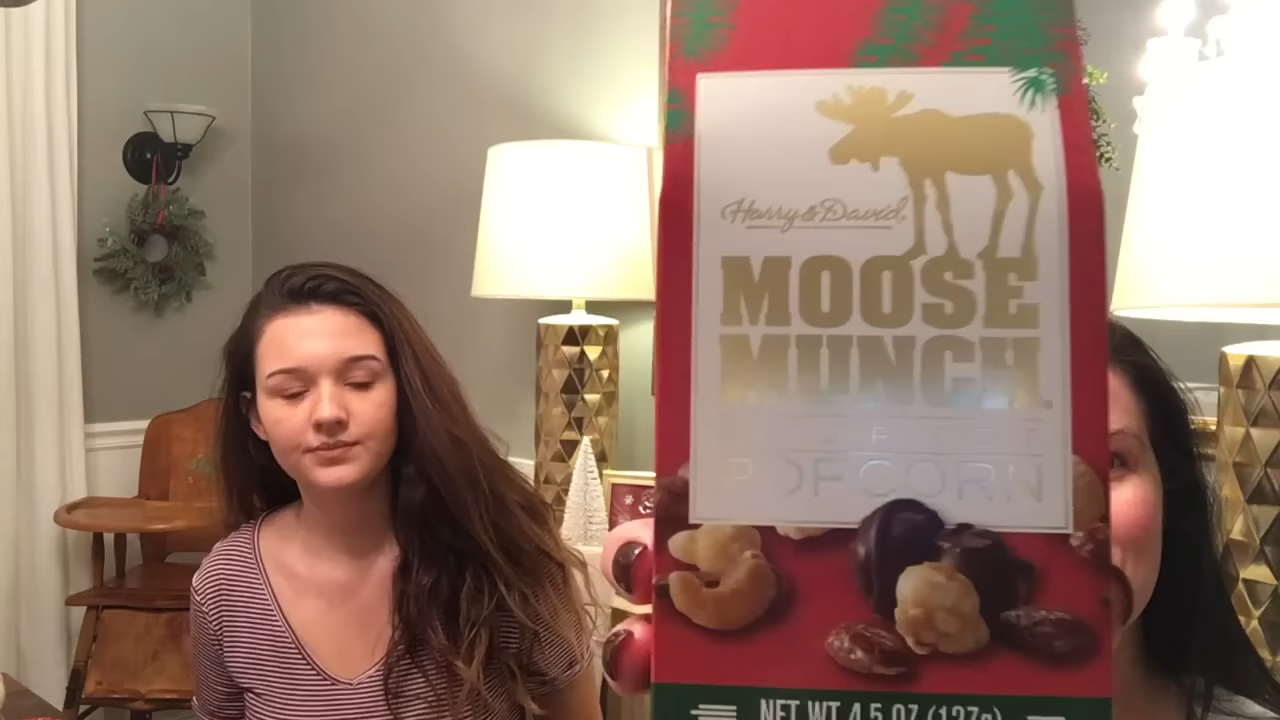 Harry & David®
MOOSE
MUNCH®
POPCORN
NET WT 4.5 OZ (127g)